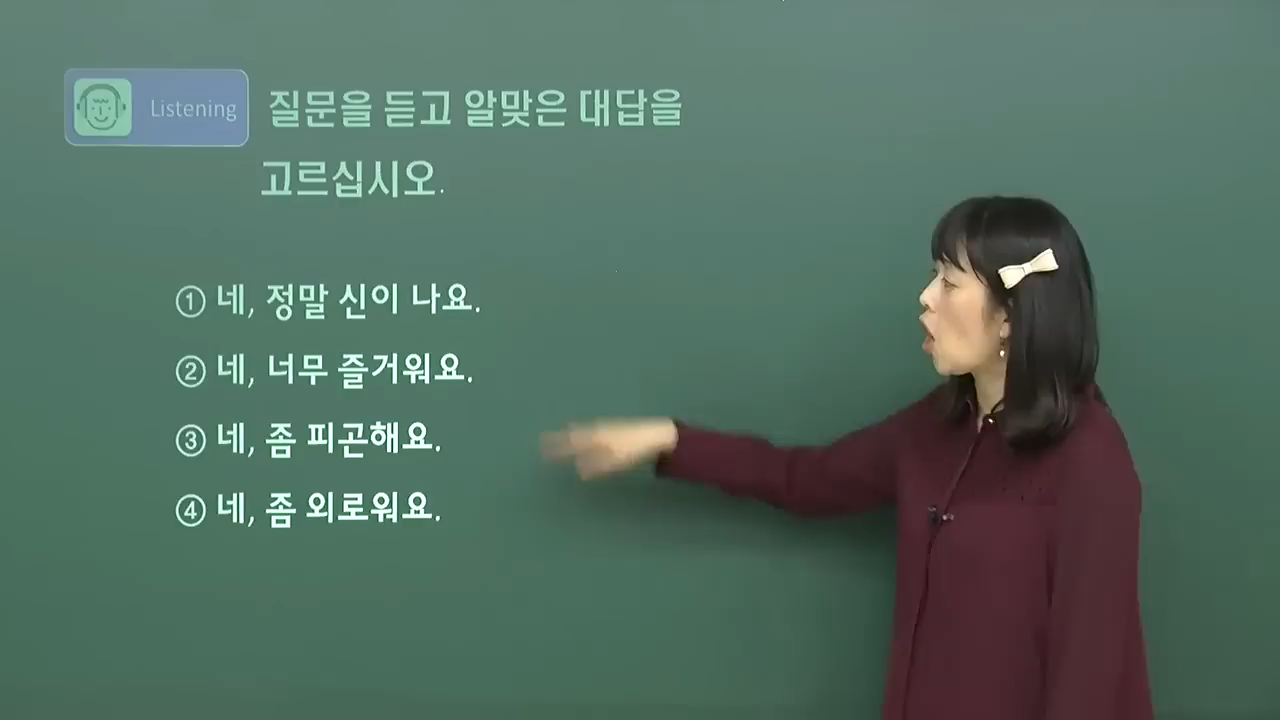 Listening
질문을 듣고 알맞은 대답을
고르십시오.
① 네, 정말 신이 나요.
② 네, 너무 즐거워요.
③ 네, 좀 피곤해요.
④ 네, 좀 외로워요.